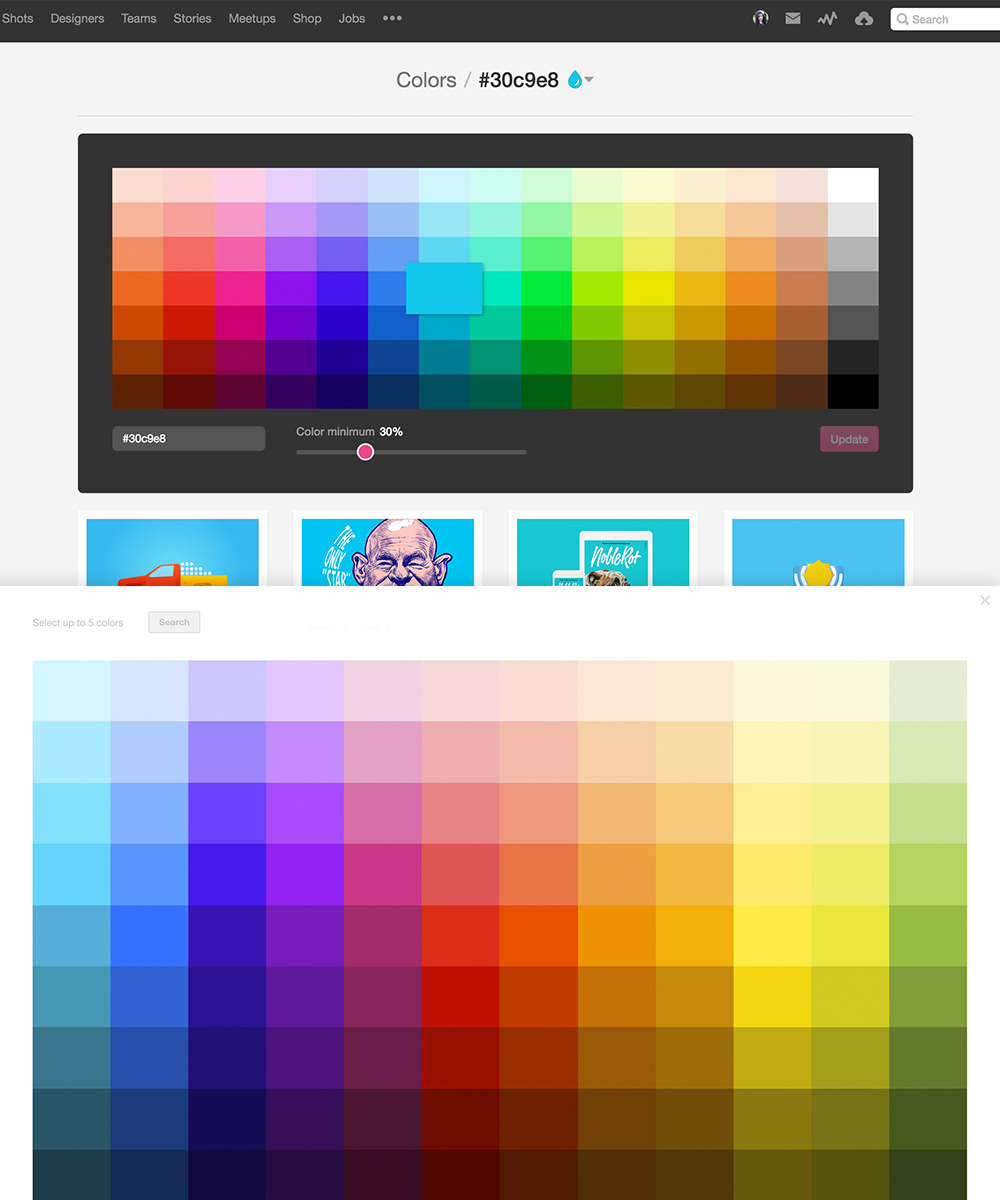 Shots Designers Teams Stories Meetups Shop Jobs ••• Search
Colors / #30c9e8
#30c9e8
Color minimum 30%
Update
THE
ONLY
"STAR"
NobleRot
Select up to 5 colors
Search